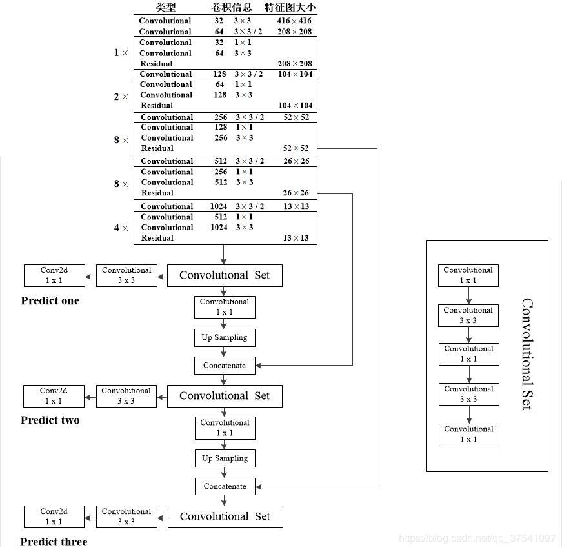 类型 卷积信息 特征图大小
Convolutional 32 3×3 416×416
Convolutional 64 3×3/2 208×208
1× Convolutional 32 1×1
Convolutional 64 3×3
Residual 208×208
Convolutional 128 3×3/2 104×104
2× Convolutional 64 1×1
Convolutional 128 3×3
Residual 104×104
Convolutional 256 3×3/2 52×52
8× Convolutional 128 1×1
Convolutional 256 3×3
Residual 52×52
Convolutional 512 3×3/2 26×26
8× Convolutional 256 1×1
Convolutional 512 3×3
Residual 26×26
Convolutional 1024 3×3/2 13×13
4× Convolutional 512 1×1
Convolutional 1024 3×3
Residual 13×13
Conv2d
1 x 1
Convolutional
3 x 3
Convolutional Set
Predict one
Convolutional
1 x 1
Up Sampling
Concatenate
Conv2d
1 x 1
Convolutional
3 x 3
Convolutional Set
Predict two
Convolutional
1 x 1
Up Sampling
Concatenate
Conv2d
1 x 1
Convolutional
3 x 3
Convolutional Set
Predict three
Convolutional
1 x 1
Convolutional
3 x 3
Convolutional
1 x 1
Convolutional
3 x 3
Convolutional
1 x 1
Convolutional Set